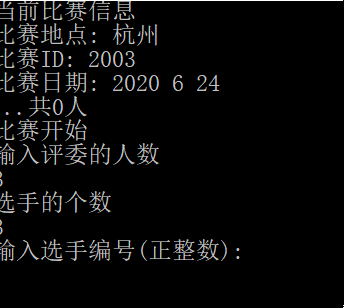 当前比赛信息
比赛地点: 杭州
比赛ID: 2003
比赛日期: 2020 6 24
...共0人
比赛开始
输入评委的人数
3
选手的个数
3
输入选手编号(正整数):